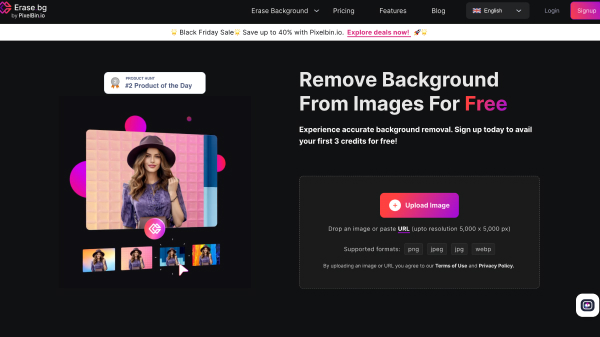 Erase bg
by PixelBin.io
Erase Background
Pricing
Features
Blog
English
Login
Signup
Black Friday Sale Save up to 40% with Pixelbin.io. Explore deals now!
PRODUCT HUNT
#2 Product of the Day
Remove Background
From Images For Free
Experience accurate background removal. Sign up today to avail
your first 3 credits for free!
Upload Image
Drop an image or paste URL (upto resolution 5,000 x 5,000 px)
Supported formats: png jpeg jpg webp
By uploading an image or URL you agree to our Terms of Use and Privacy Policy.